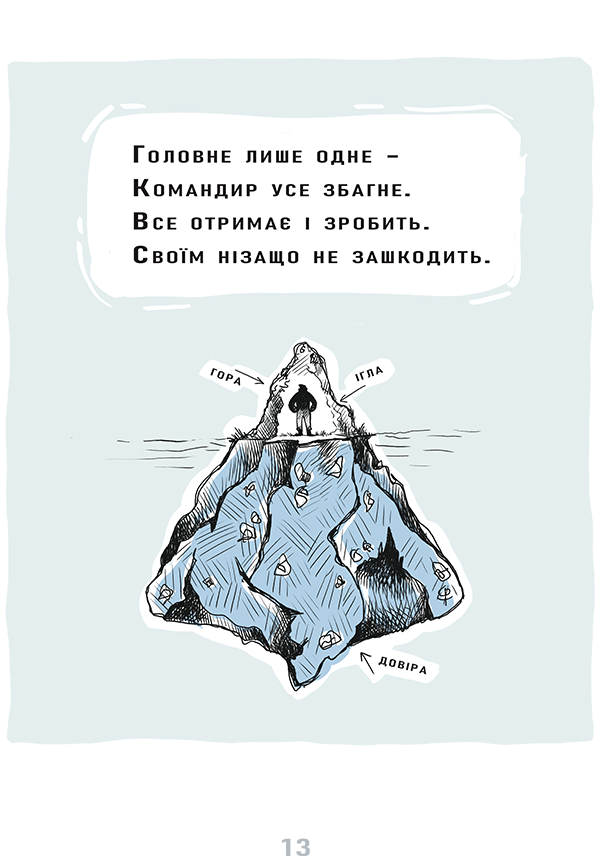 Головне лише одне –
Командир усе збагне.
Все отримає і зробить.
Своїм нізащо не зашкодить.
гора
ігла
довіра
13